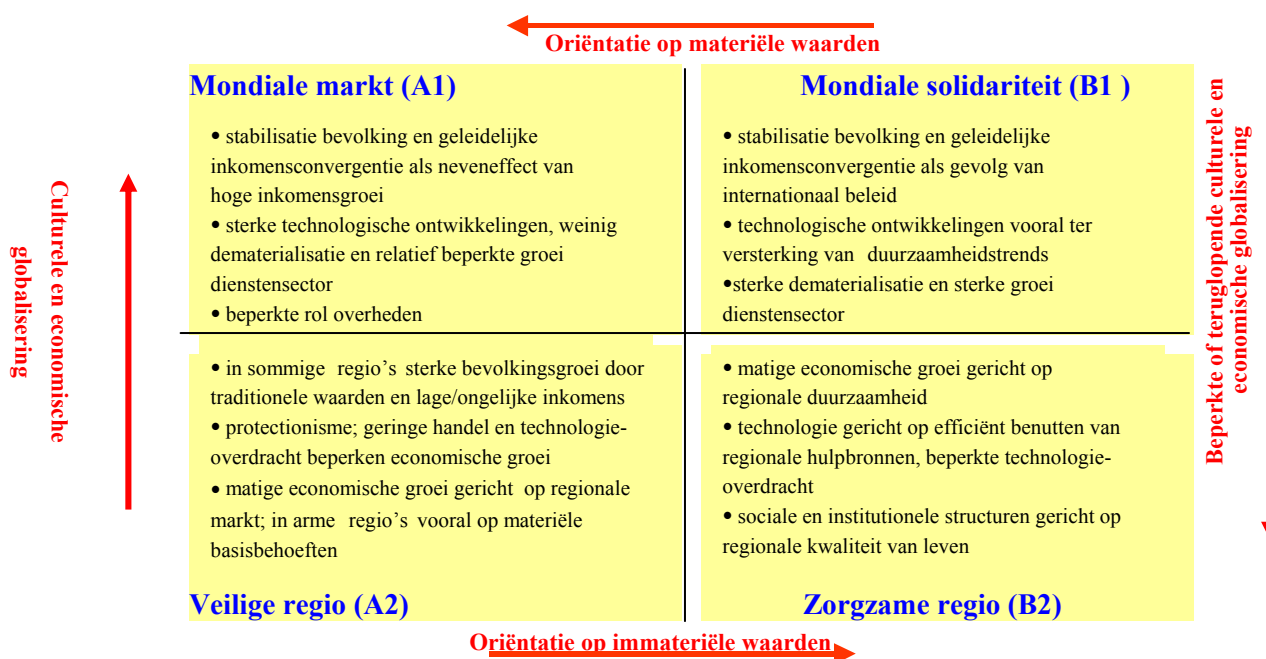 Oriëntatie op materiële waarden
Culturele en economische
globalisering
Mondiale markt (A1)
• stabilisatie bevolking en geleidelijke
inkomensconvergentie als neveneffect van
hoge inkomensgroei
• sterke technologische ontwikkelingen, weinig
dematerialisatie en relatief beperkte groei
dienstensector
• beperkte rol overheden
Mondiale solidariteit (B1 )
• stabilisatie bevolking en geleidelijke
inkomensconvergentie als gevolg van
internationaal beleid
• technologische ontwikkelingen vooral ter
versterking van duurzaamheidstrends
•sterke dematerialisatie en sterke groei
dienstensector
Beperkte of teruglopende culturele en
economische globalisering
• in sommige regio's sterke bevolkingsgroei door
traditionele waarden en lage/ongelijke inkomens
• protectionisme; geringe handel en technologie-
overdracht beperken economische groei
• matige economische groei gericht op regionale
markt; in arme regio's vooral op materiële
basisbehoeften
Veilige regio (A2)
• matige economische groei gericht op
regionale duurzaamheid
• technologie gericht op efficiënt benutten van
regionale hulpbronnen, beperkte technologie-
overdracht
• sociale en institutionele structuren gericht op
regionale kwaliteit van leven
Zorgzame regio (B2)
Oriëntatie op immateriële waarden